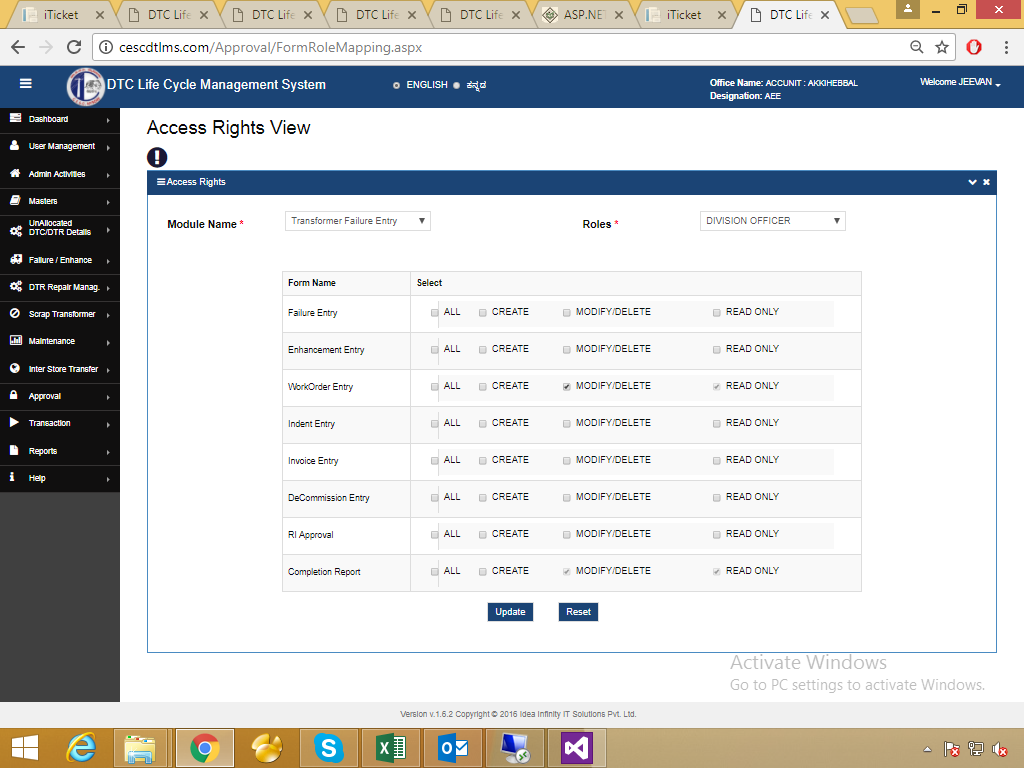 iTicket DTC Life DTC Life DTC Life DTC Life ASP.NET iTicket DTC Life
cescdtlms.com/Approval/FormRoleMapping.aspx
DTC Life Cycle Management System ENGLISH ಕನ್ನಡ Office Name: ACCUNIT : AKKIHEBBAL Welcome JEEVAN
Designation: AEE
Dashboard
User Management
Admin Activities
Masters
UnAllocated
DTC/DTR Details
Failure / Enhance
DTR Repair Manag.
Scrap Transformer
Maintenance
Inter Store Transfer
Approval
Transaction
Reports
Help
Access Rights View
Access Rights
Module Name * Transformer Failure Entry Roles * DIVISION OFFICER
Form Name Select
Failure Entry ALL CREATE MODIFY/DELETE READ ONLY
Enhancement Entry ALL CREATE MODIFY/DELETE READ ONLY
WorkOrder Entry ALL CREATE MODIFY/DELETE READ ONLY
Indent Entry ALL CREATE MODIFY/DELETE READ ONLY
Invoice Entry ALL CREATE MODIFY/DELETE READ ONLY
DeCommission Entry ALL CREATE MODIFY/DELETE READ ONLY
RI Approval ALL CREATE MODIFY/DELETE READ ONLY
Completion Report ALL CREATE MODIFY/DELETE READ ONLY
Update Reset
Activate Windows
Go to PC settings to activate Windows.
Version v.1.6.2 Copyright © 2016 Idea Infinity IT Solutions Pvt. Ltd.